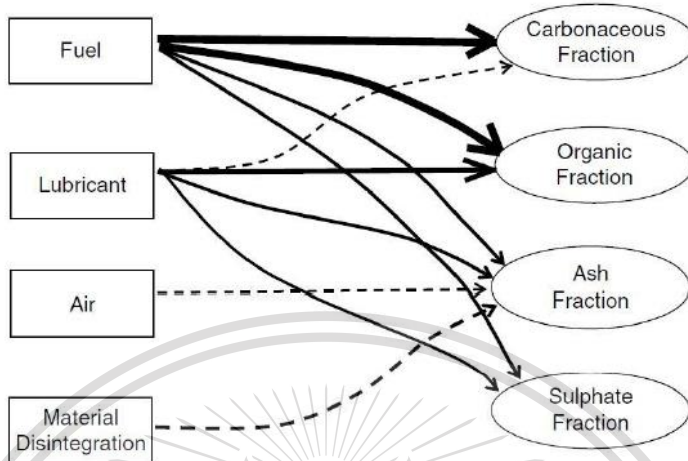 Fuel
Carbonaceous
Fraction
Lubricant
Organic
Fraction
Air
Ash
Fraction
Material
Disintegration
Sulphate
Fraction